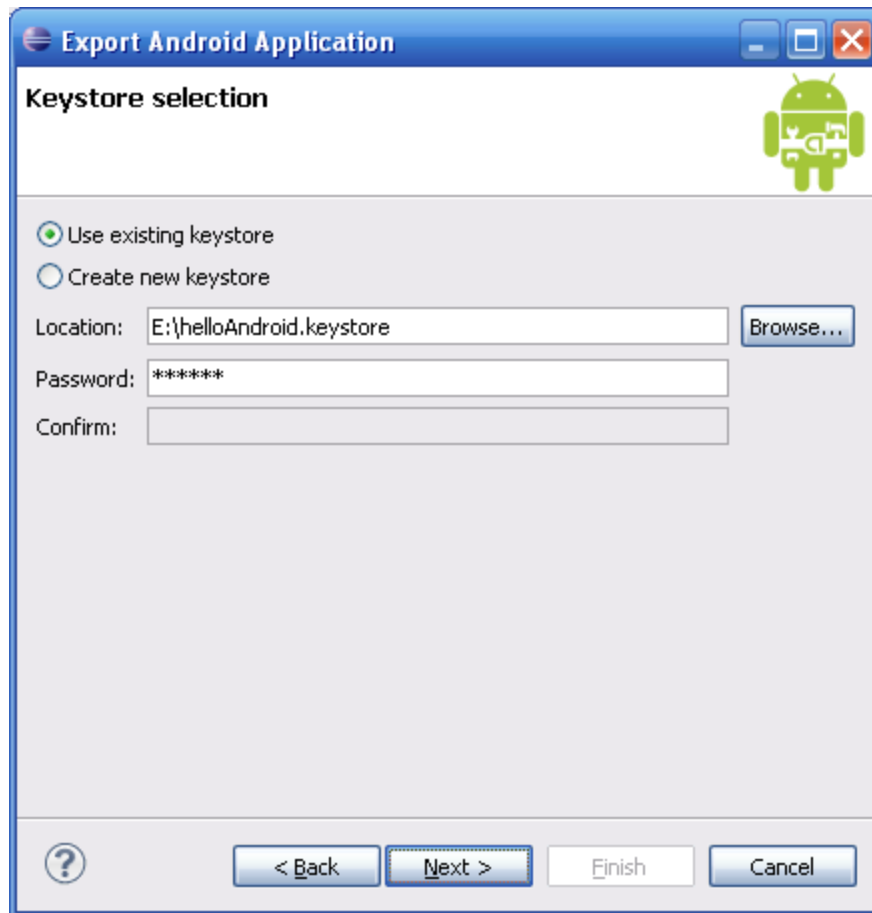 Export Android Application
Keystore selection
Use existing keystore
Create new keystore
Location: E:\helloAndroid.keystore Browse...
Password: ******
Confirm:
? < Back Next > Finish Cancel